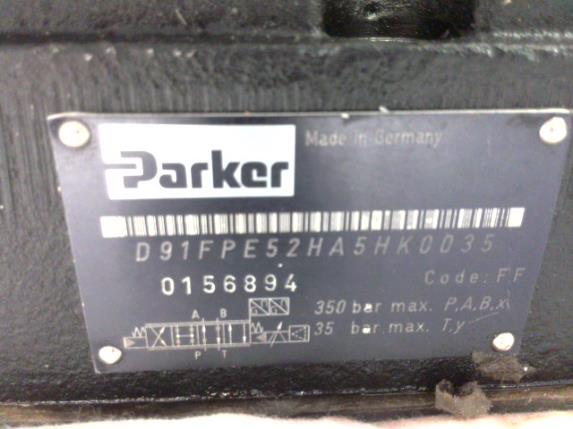 Parker
Made in Germany
D91FPE52HA5HK0035
0156894
Code: FF
A B
350 bar max. P,A,B,x
35 bar max. T,y
P T